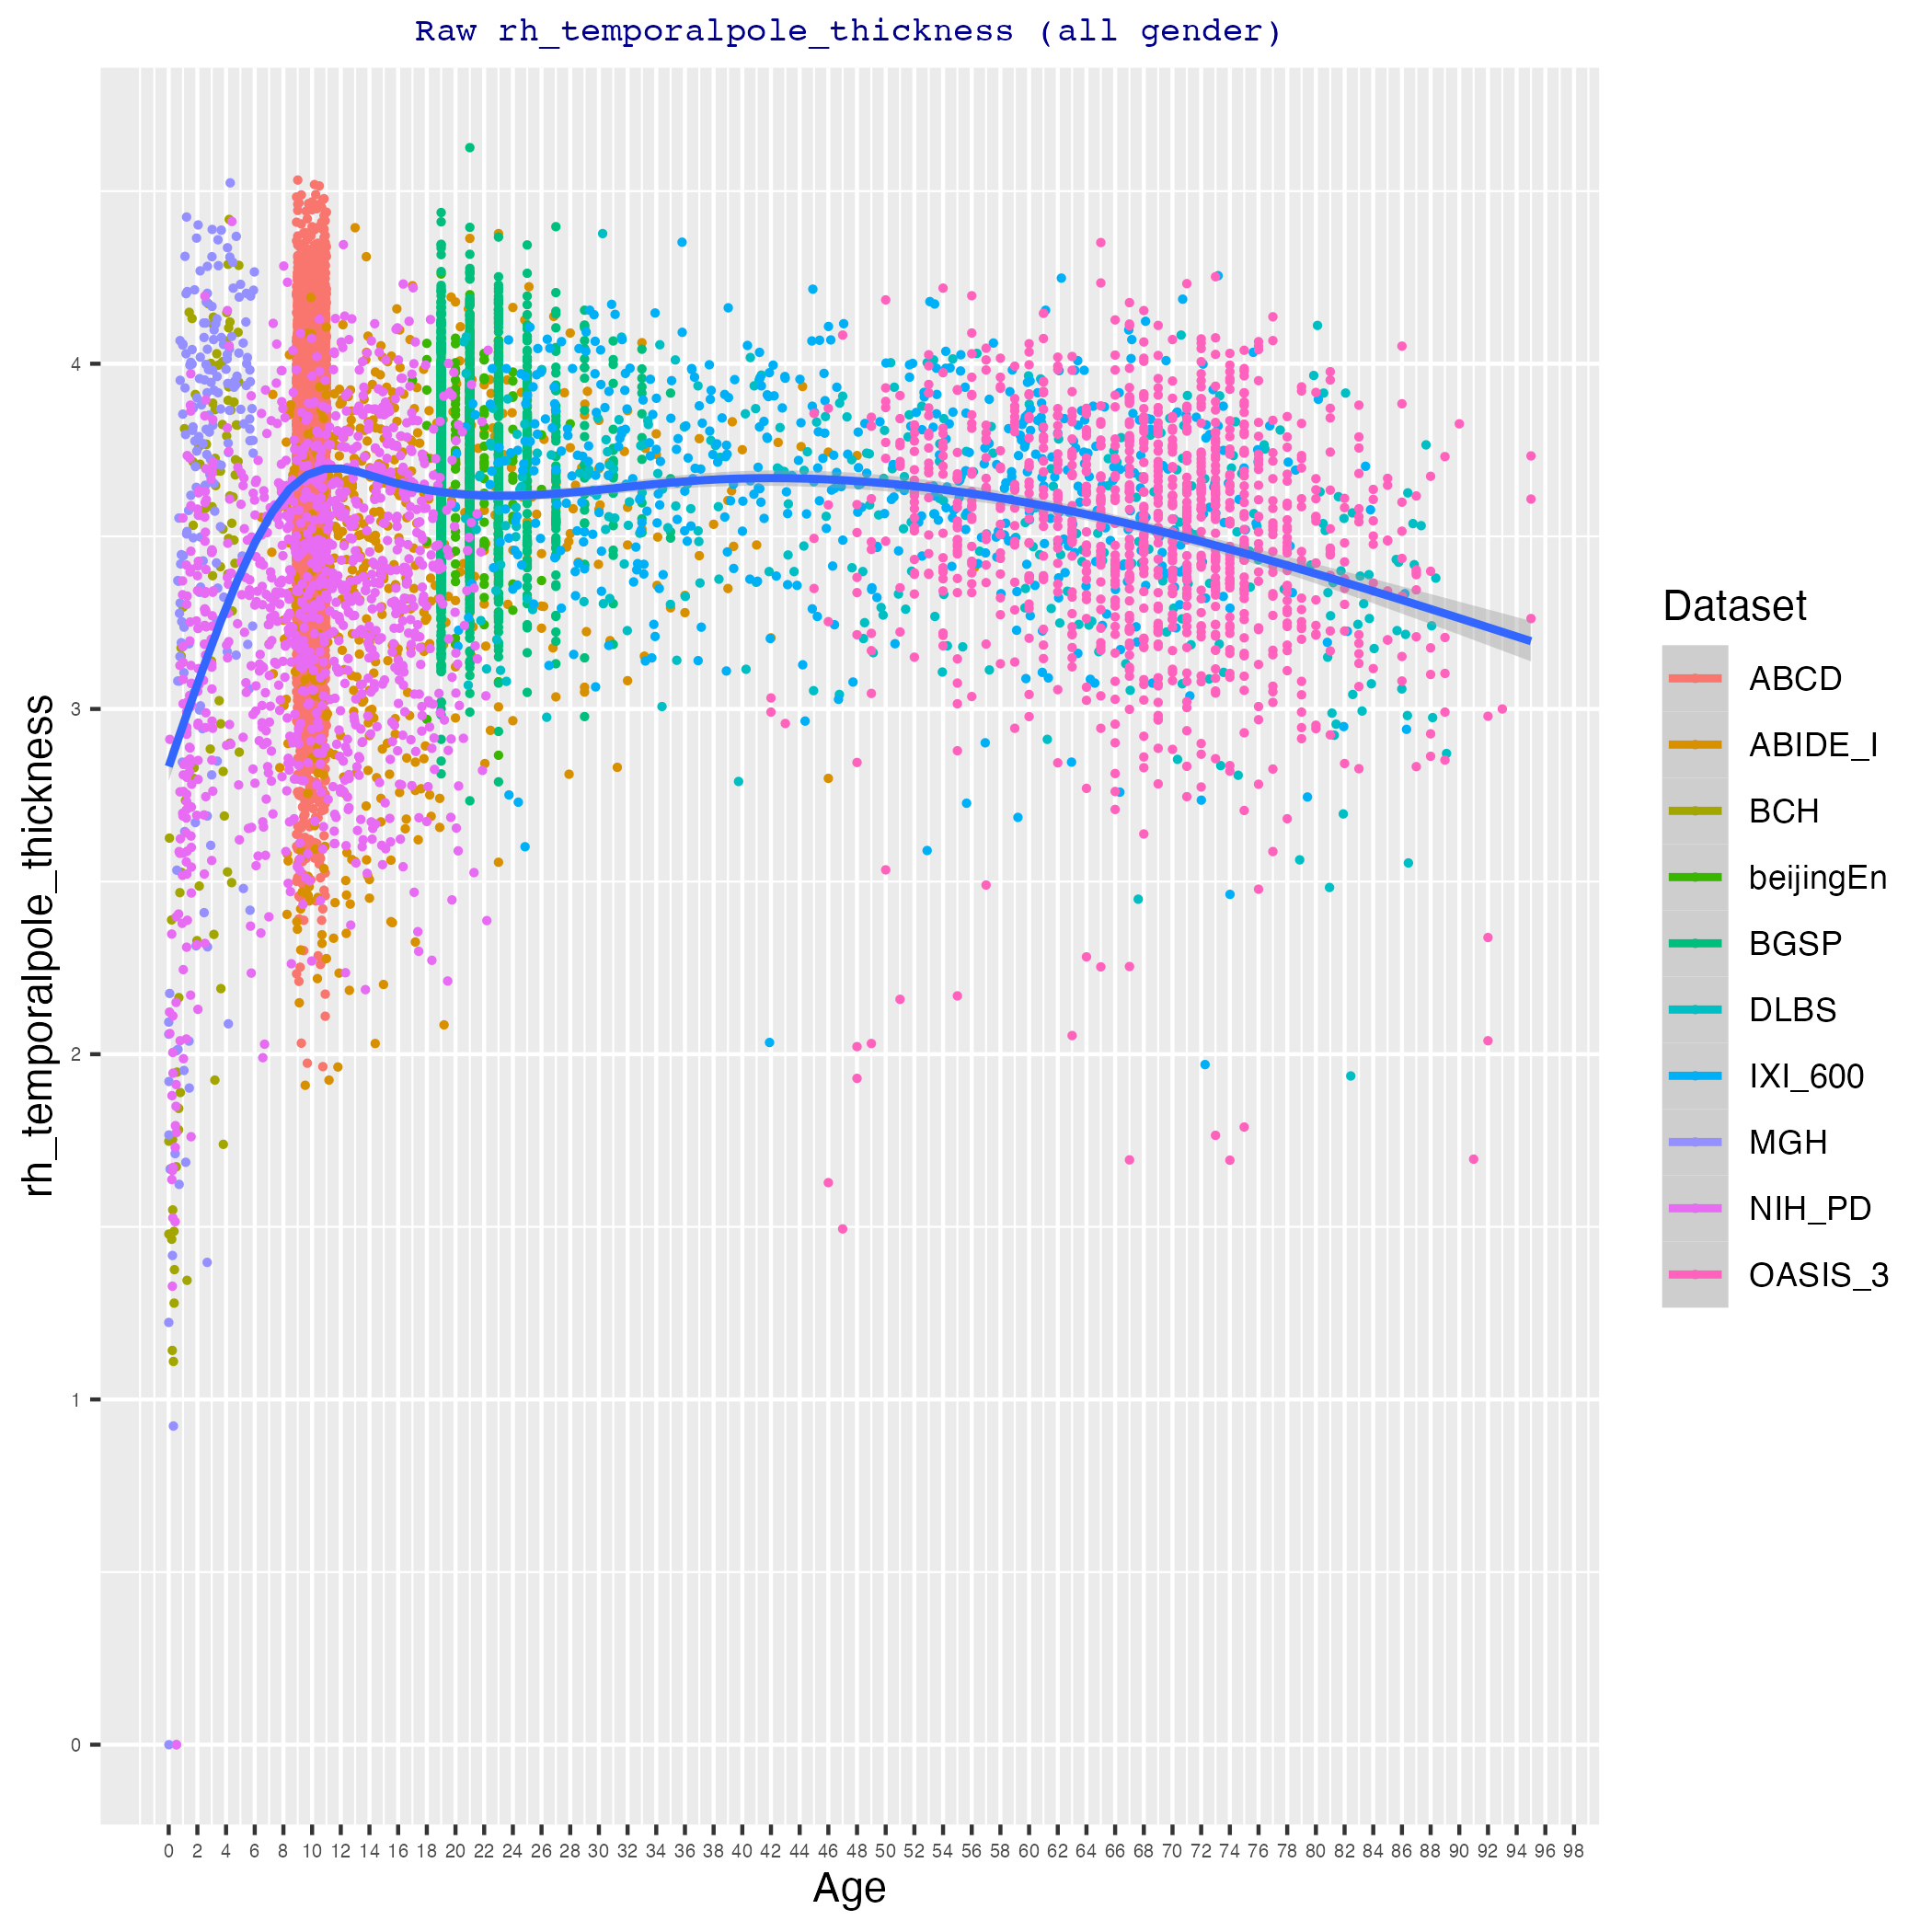 Raw rh_temporalpole_thickness (all gender)
rh_temporalpole_thickness
4
3
2
1
0
0 2 4 6 8 10 12 14 16 18 20 22 24 26 28 30 32 34 36 38 40 42 44 46 48 50 52 54 56 58 60 62 64 66 68 70 72 74 76 78 80 82 84 86 88 90 92 94 96 98
Age
Dataset
ABCD
ABIDE_I
BCH
beijingEn
BGSP
DLBS
IXI_600
MGH
NIH_PD
OASIS_3